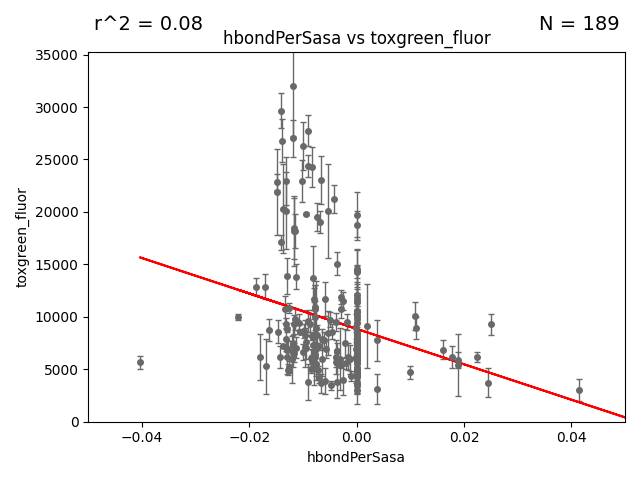 r^2 = 0.08
N = 189
hbondPerSasa vs toxgreen_fluor
toxgreen_fluor
35000
30000
25000
20000
15000
10000
5000
0
−0.04
−0.02
0.00
0.02
0.04
hbondPerSasa